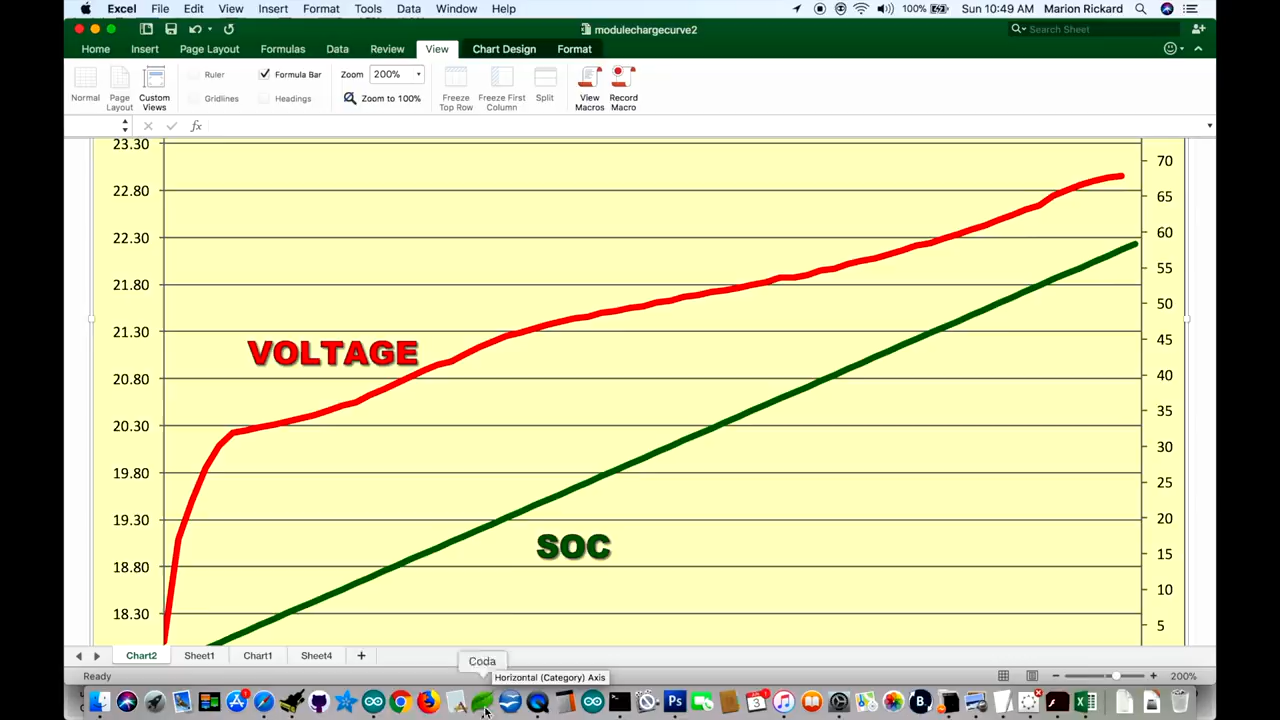 Excel File Edit View Insert Format Tools Data Window Help 100% Sun 10:49 AM Marion Rickard
modulechargecurve2 Search Sheet
Home Insert Page Layout Formulas Data Review View Chart Design Format
Normal Page Layout Custom Views Ruler Formula Bar Zoom 200% Freeze Top Row Freeze First Column Split View Macros Record Macro
Gridlines Headings Zoom to 100%
fx
23.30 70
22.80 65
22.30 60
21.80 55
21.30 50
20.80 45
20.30 40
19.80 35
19.30 30
18.80 25
18.30 20
15
10
5
VOLTAGE
SOC
Chart2 Sheet1 Chart1 Sheet4
Coda
Horizontal (Category) Axis
Ready 200%
3